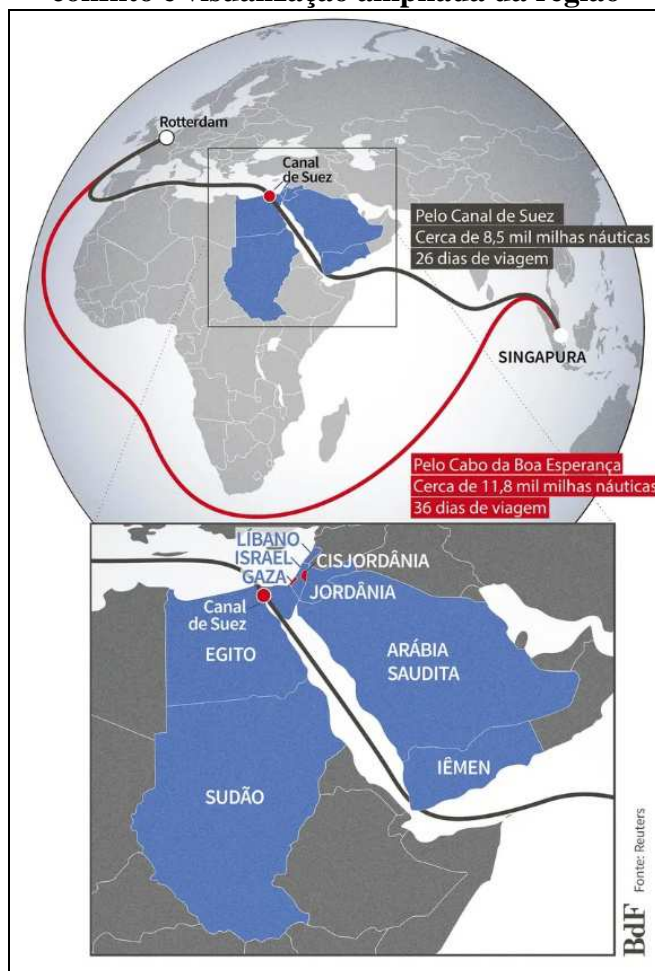 conflito e visualização ampliada da região
Rotterdam
Canal
de Suez
Pelo Canal de Suez
Cerca de 8,5 mil milhas náuticas
26 dias de viagem
SINGAPURA
Pelo Cabo da Boa Esperança
Cerca de 11,8 mil milhas náuticas
36 dias de viagem
LÍBANO
ISRAEL
GAZA
CISJORDÂNIA
JORDÂNIA
Canal
de Suez
EGITO
ARÁBIA
SAUDITA
SUDÃO
IÊMEN
Fonte: Reuters
BdF